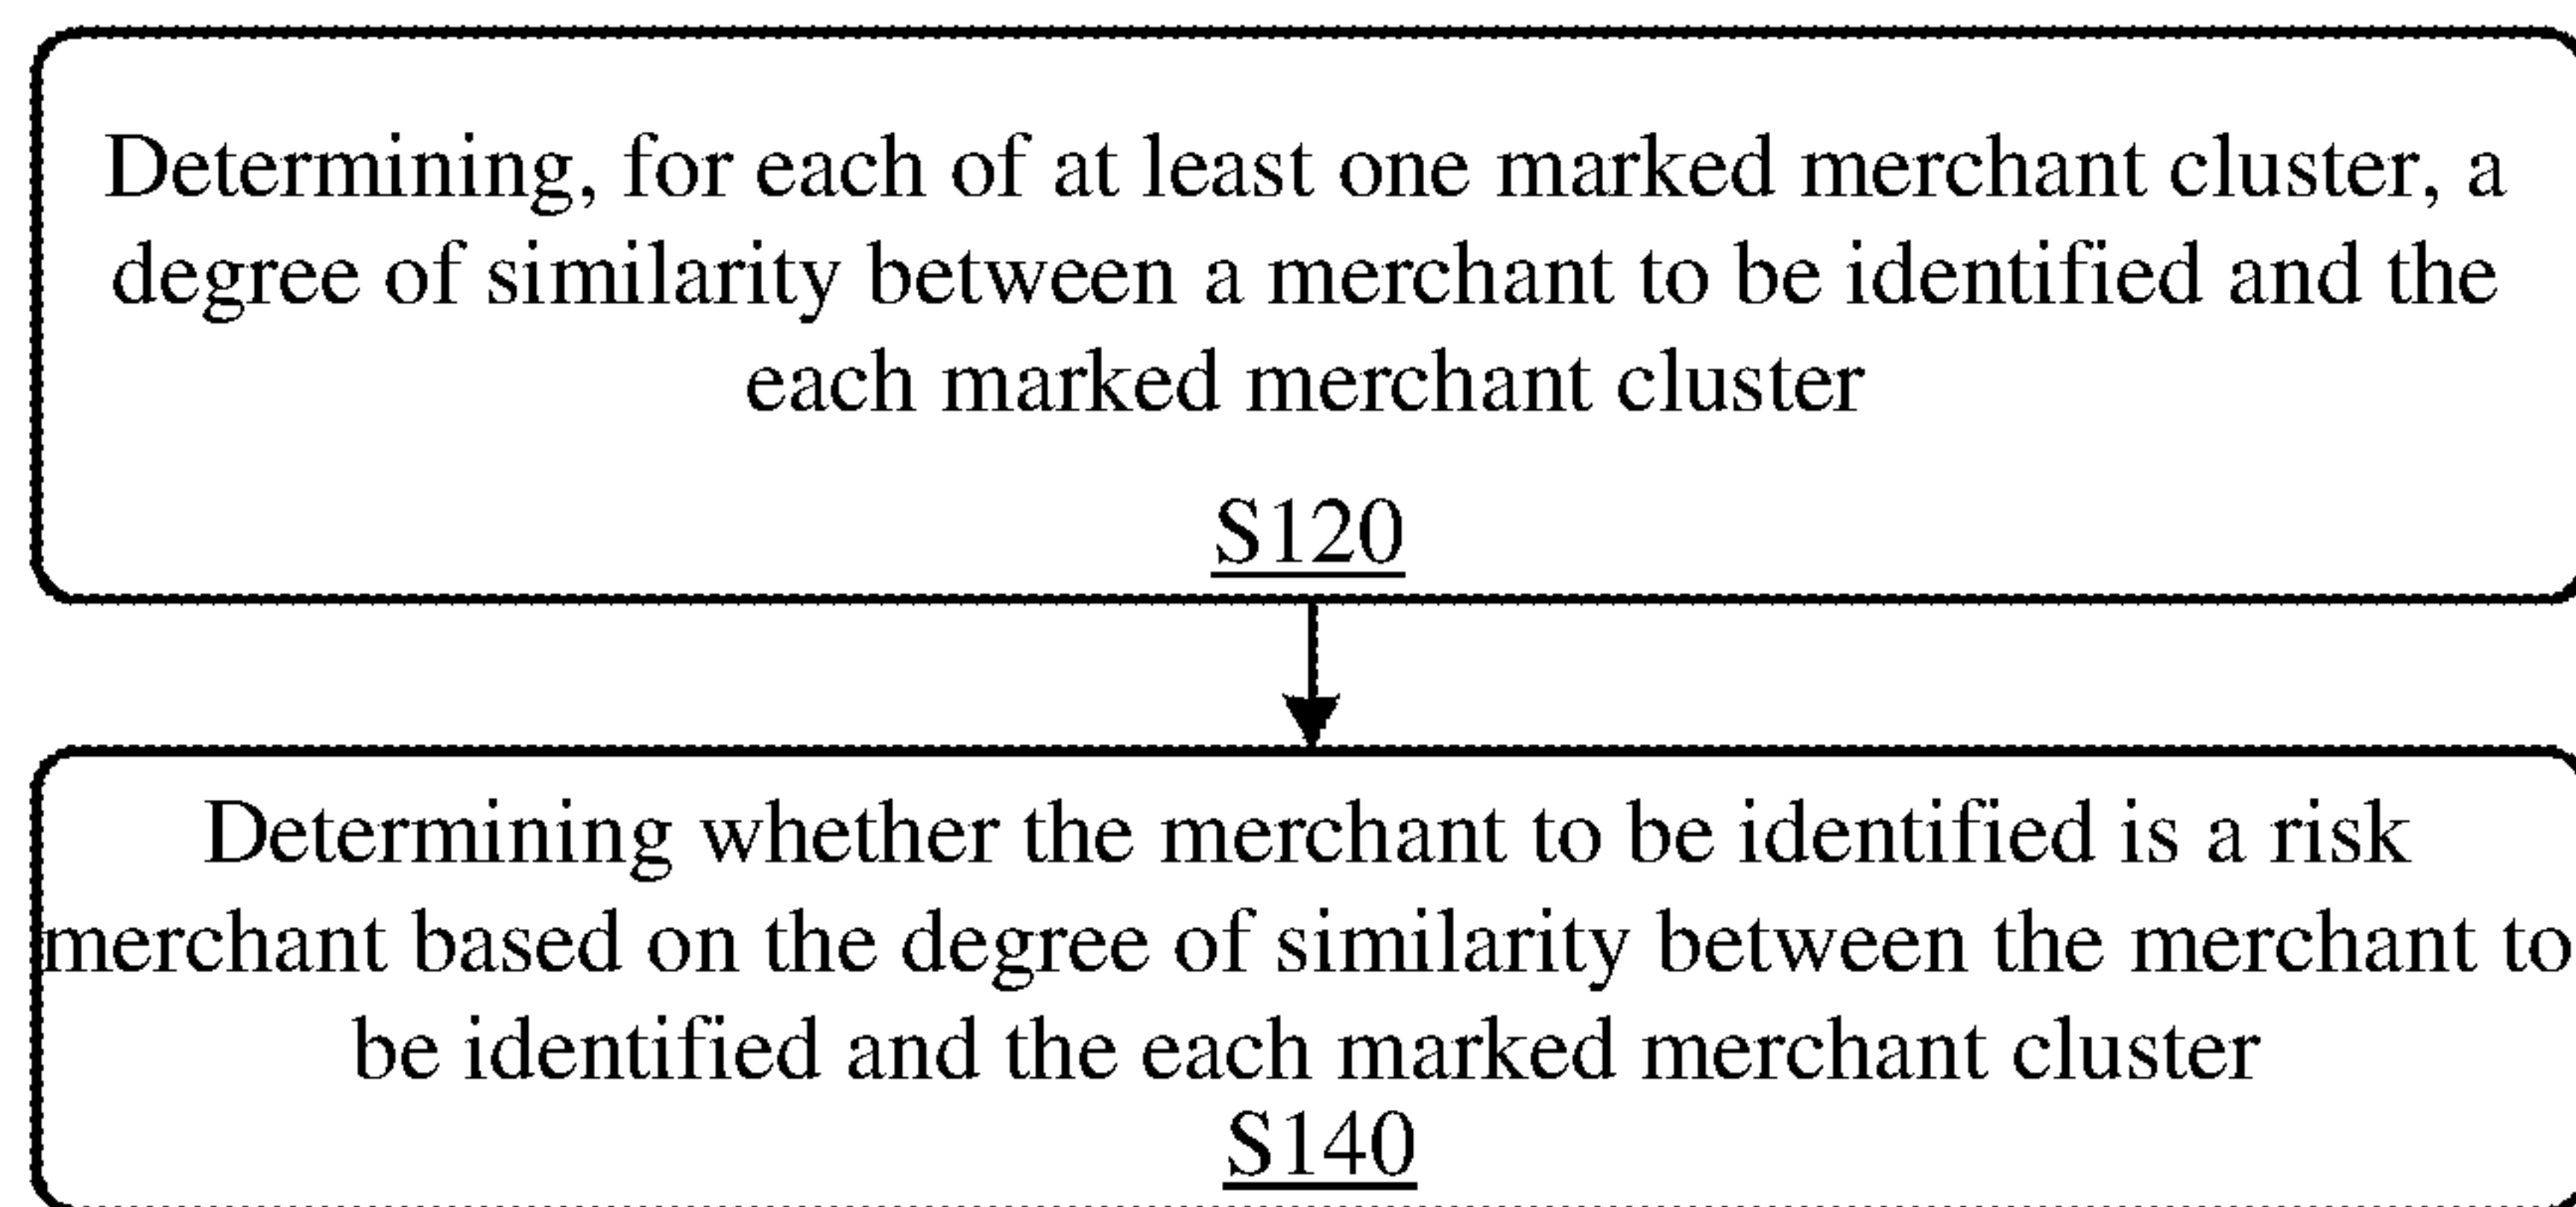 Determining, for each of at least one marked merchant cluster, a
degree of similarity between a merchant to be identified and the
each marked merchant cluster
S120
Determining whether the merchant to be identified is a risk
merchant based on the degree of similarity between the merchant to
be identified and the each marked merchant cluster
S140